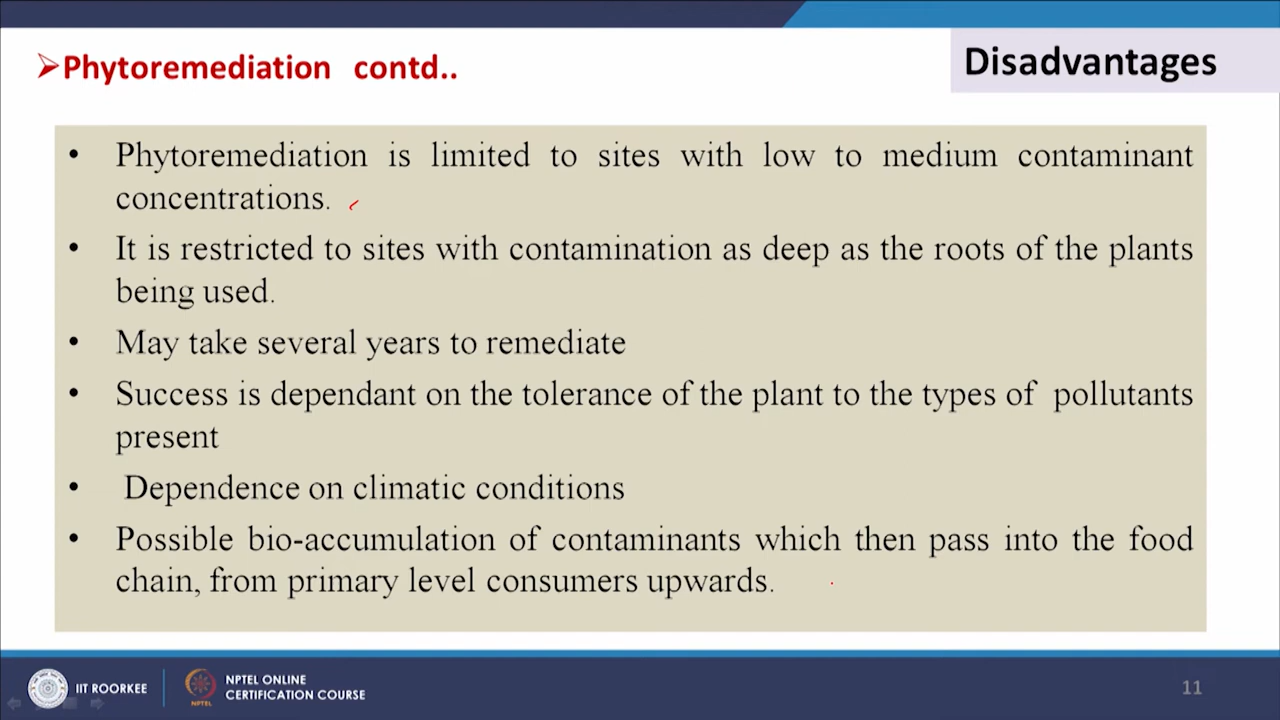 Phytoremediation contd..
Disadvantages
• Phytoremediation is limited to sites with low to medium contaminant
concentrations.
• It is restricted to sites with contamination as deep as the roots of the plants
being used.
• May take several years to remediate
• Success is dependant on the tolerance of the plant to the types of pollutants
present
• Dependence on climatic conditions
• Possible bio-accumulation of contaminants which then pass into the food
chain, from primary level consumers upwards.
IIT ROORKEE
NPTEL ONLINE
CERTIFICATION COURSE
NPTEL
11